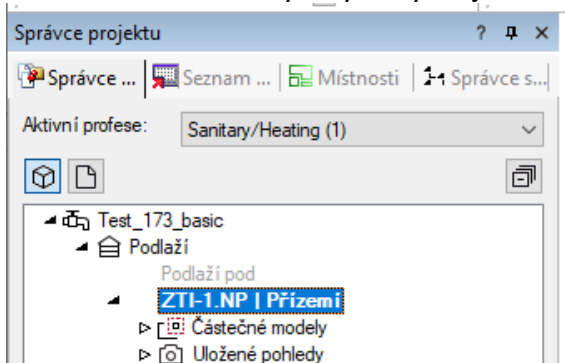 Správce projektu ?
Správce ... Seznam ... Místnosti Správce s...
Aktivní profese: Sanitary/Heating (1)
Test_173_basic
Podlaží
Podlaží pod
ZTI-1.NP | Přízemí
Částečné modely
Uložené pohledy